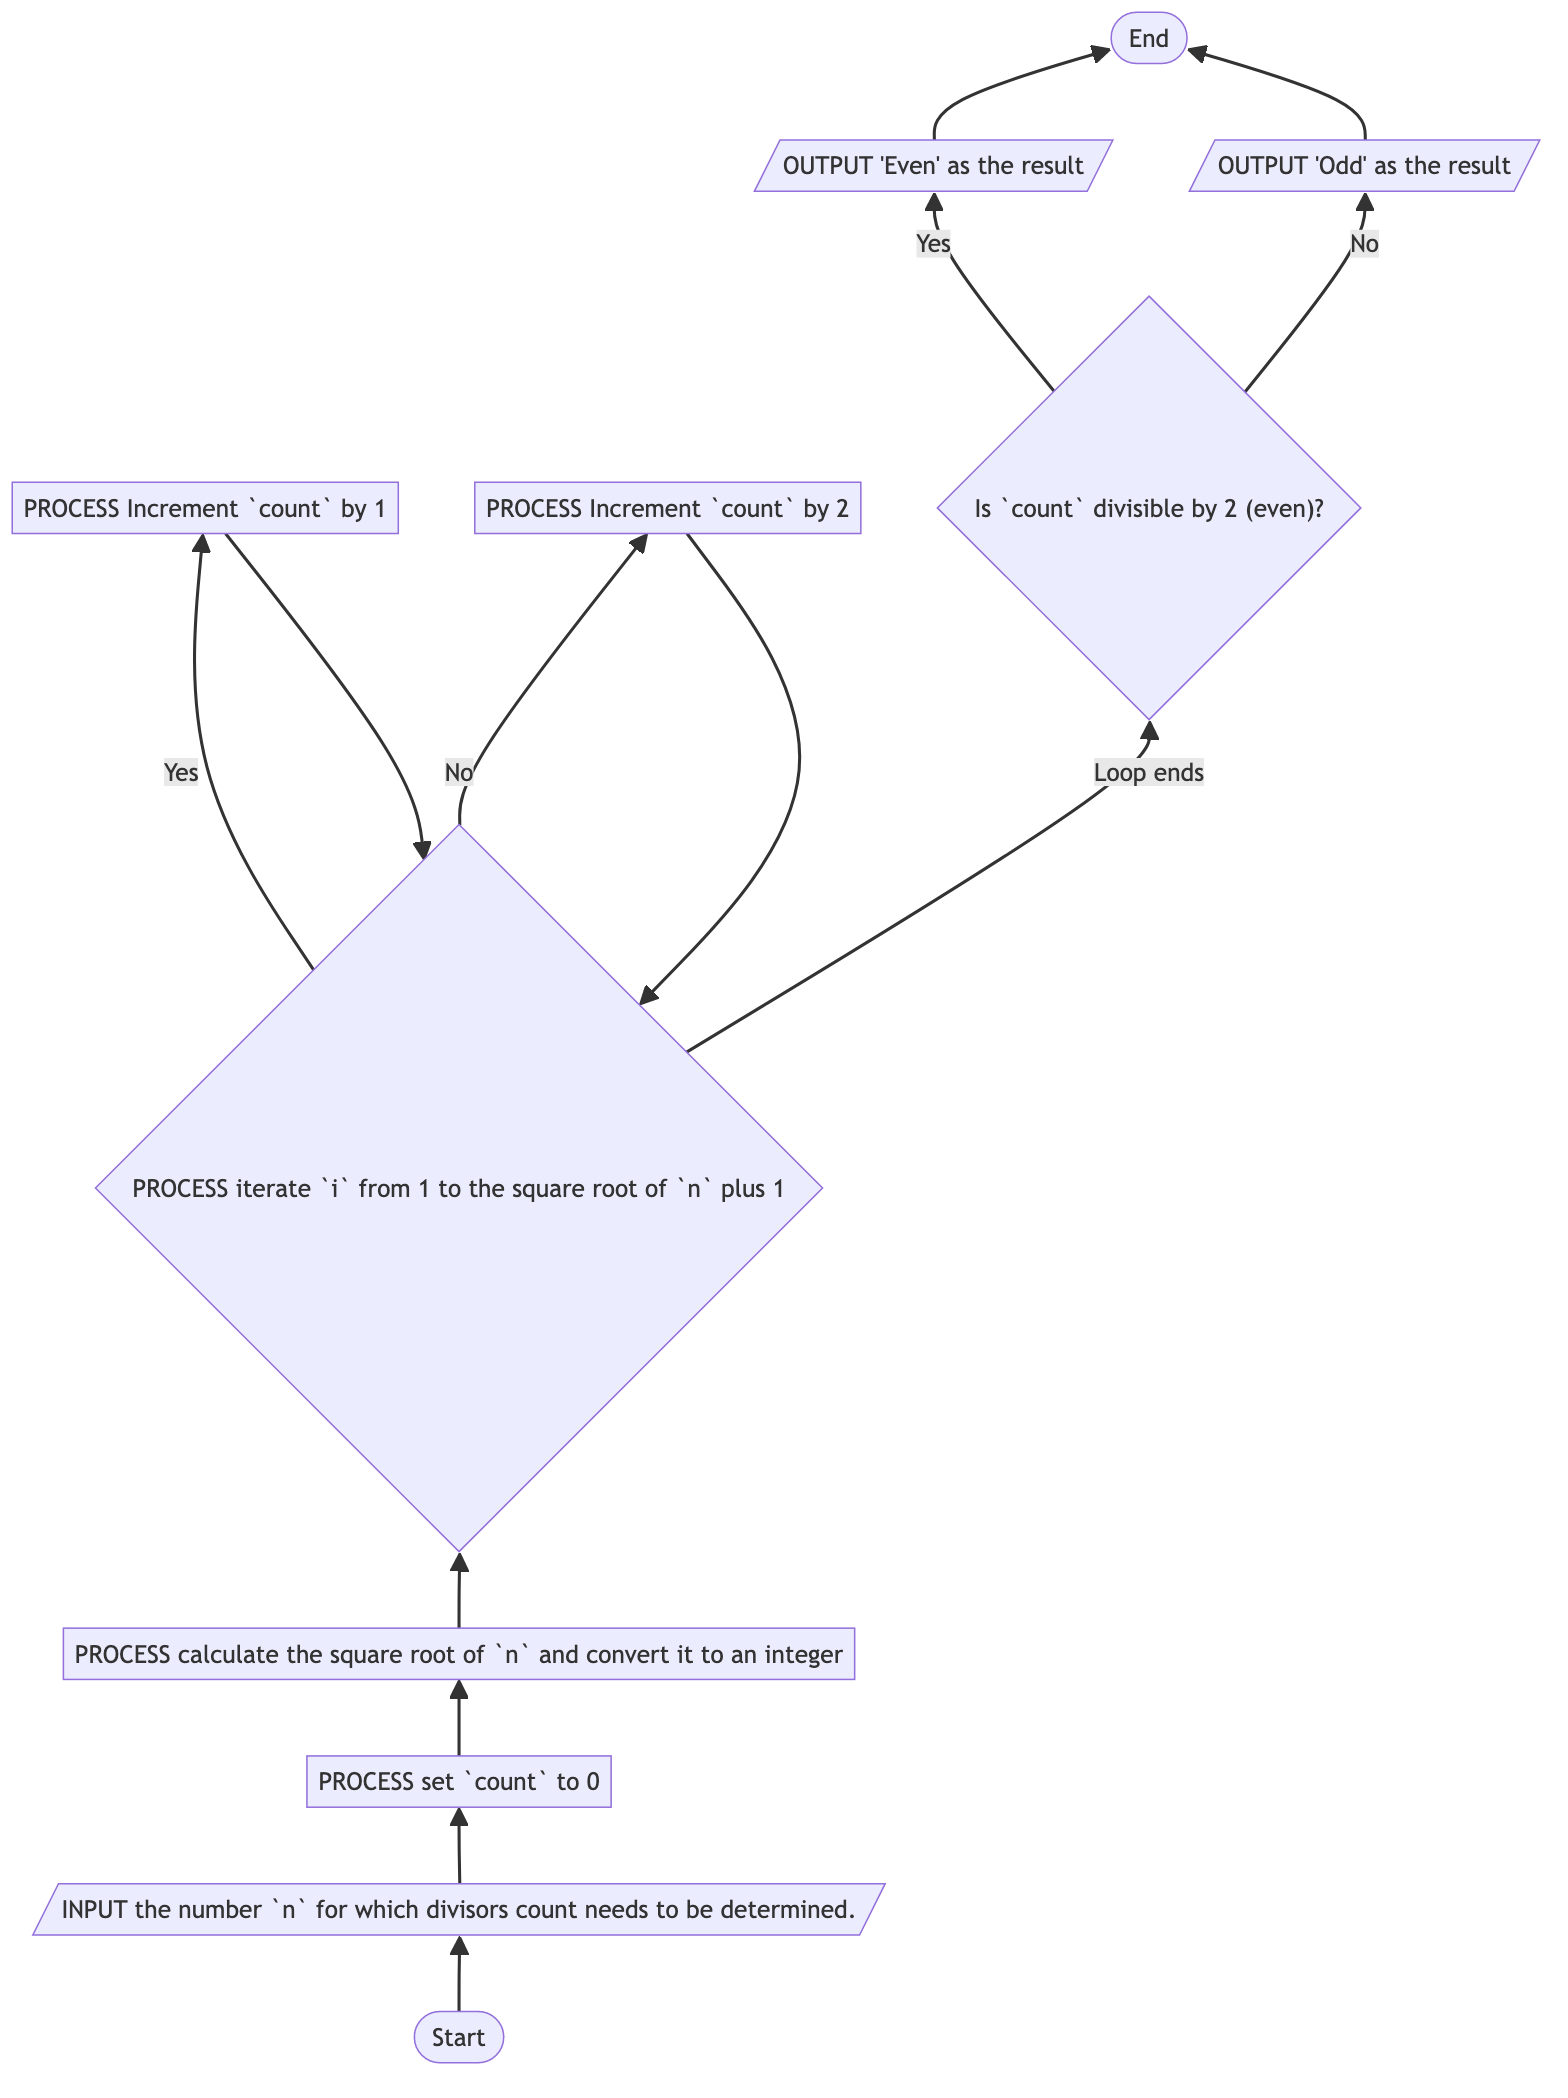 End
OUTPUT 'Even' as the result
OUTPUT 'Odd' as the result
Yes
No
PROCESS Increment `count` by 1
PROCESS Increment `count` by 2
Is `count` divisible by 2 (even)?
Yes
No
Loop ends
PROCESS iterate `i` from 1 to the square root of `n` plus 1
PROCESS calculate the square root of `n` and convert it to an integer
PROCESS set `count` to 0
INPUT the number `n` for which divisors count needs to be determined.
Start